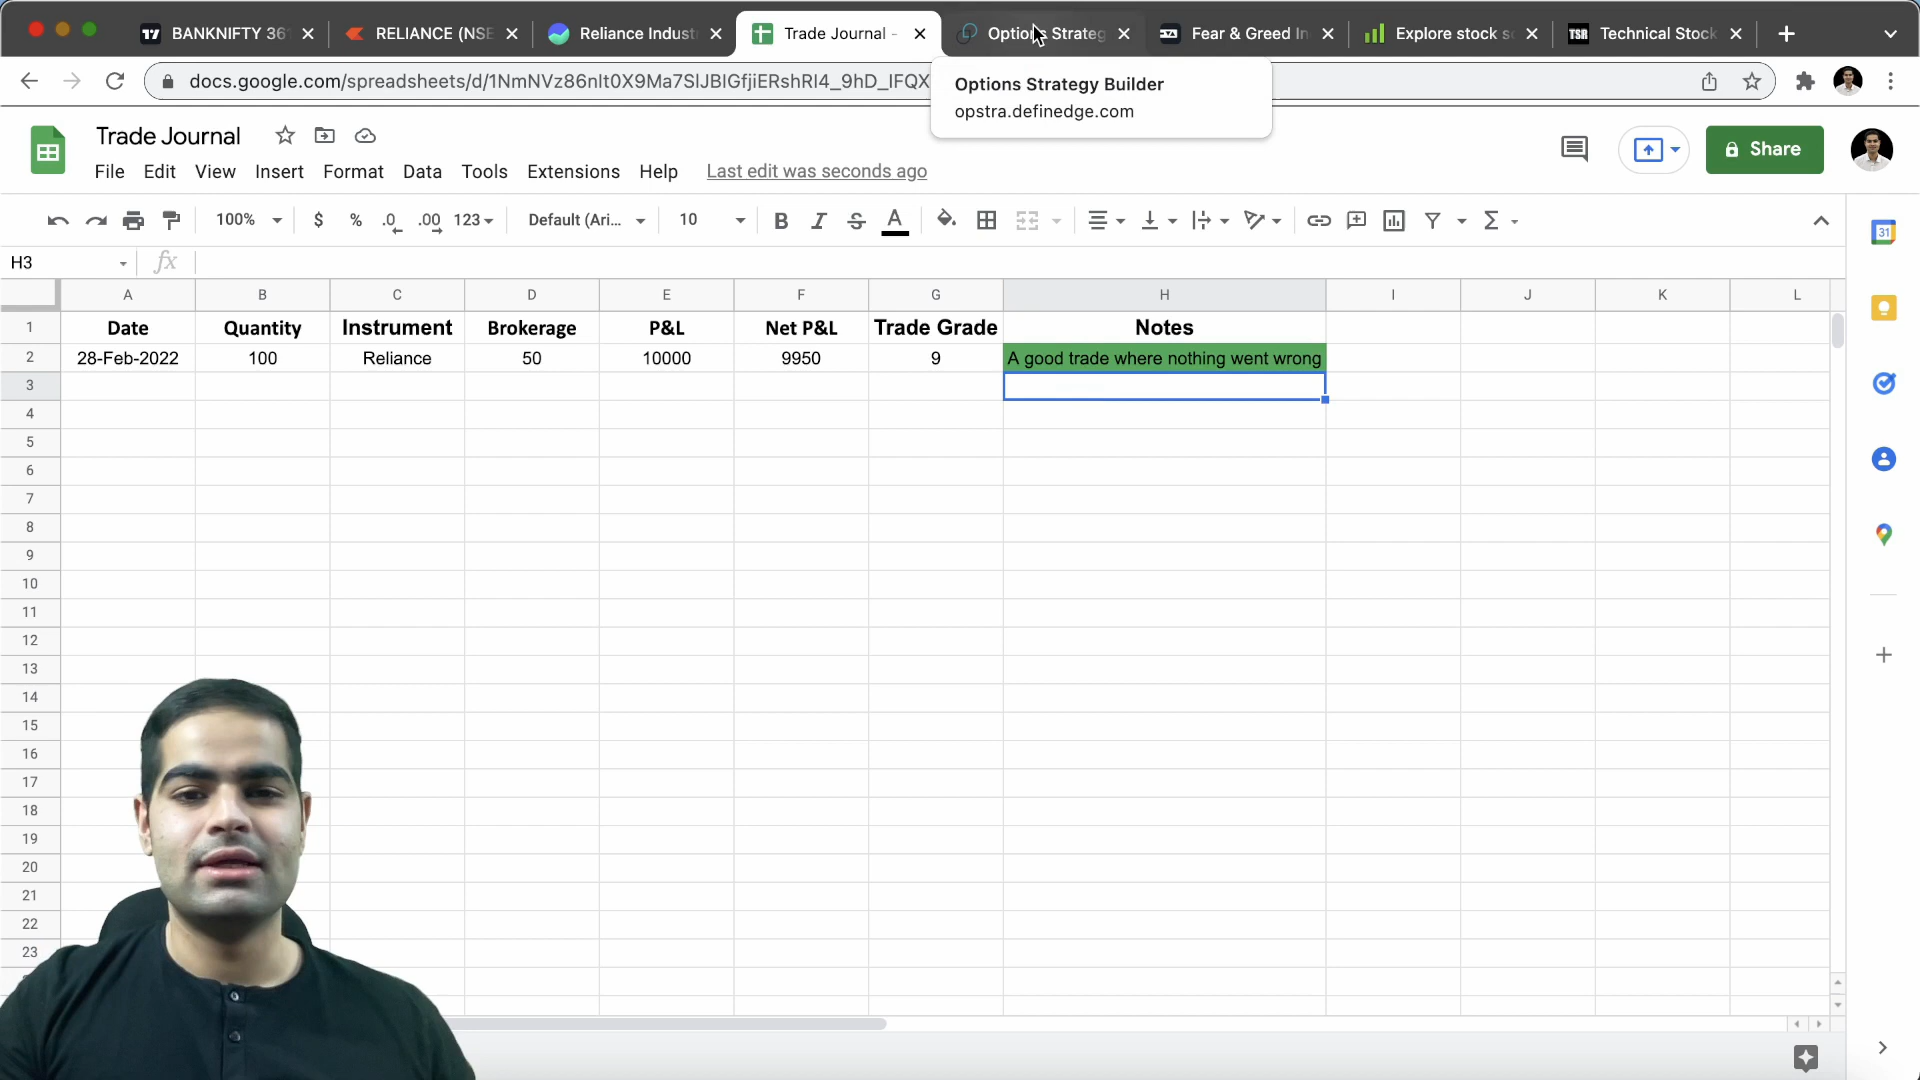 BANKNIFTY 36 RELIANCE (NSE Reliance Indust Trade Journal - Options Strateg Fear & Greed In Explore stock s Technical Stock
docs.google.com/spreadsheets/d/
Options Strategy Builder
opstra.definedge.com
Trade Journal
File Edit View Insert Format Data Tools Extensions Help Last edit was seconds ago
Share
100% $ % .0 .00 123 Default (Ari... 10 B I S A
31
H3 fx
A B C D E F G H I J K L
1 Date Quantity Instrument Brokerage P&L Net P&L Trade Grade Notes
2 28-Feb-2022 100 Reliance 50 10000 9950 9 A good trade where nothing went wrong
3
4
5
6
7
8
9
10
11
12
13
14
15
16
17
18
19
20
21
22
23